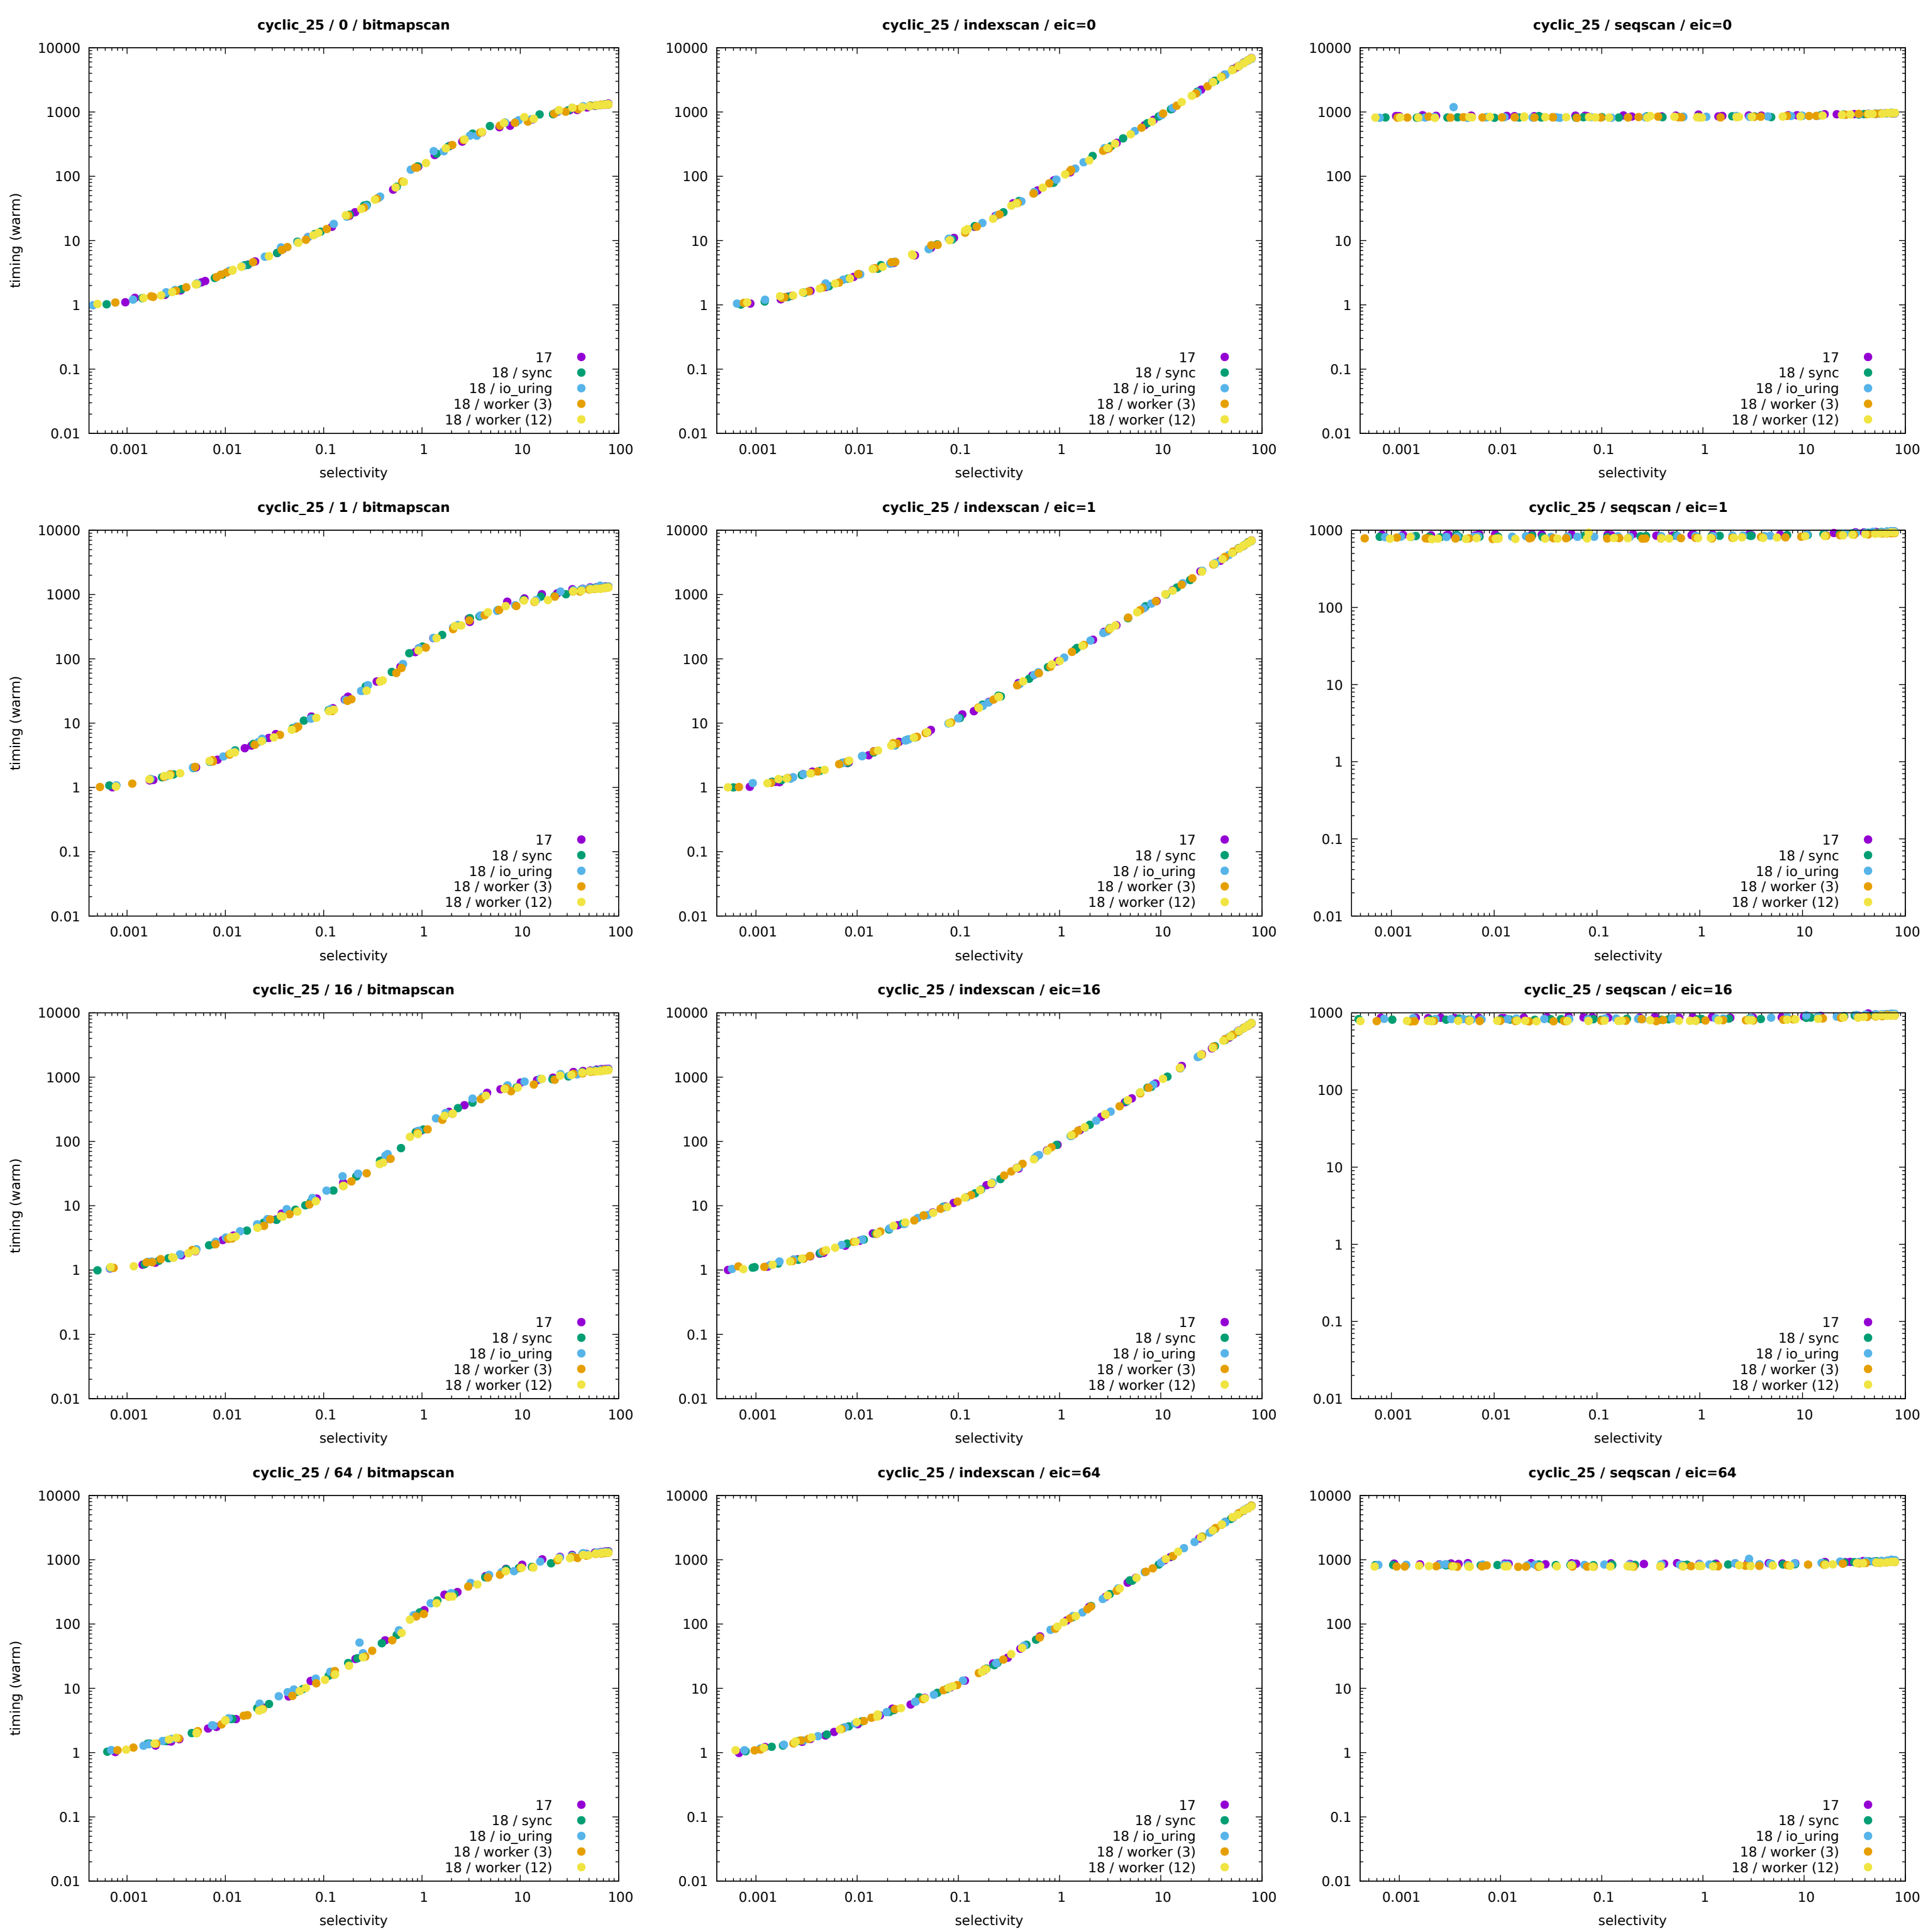 cyclic_25 / 0 / bitmapscan
timing (warm)
10000
1000
100
10
1
0.1
0.01
17
18 / sync
18 / io_uring
18 / worker (3)
18 / worker (12)
0.001 0.01 0.1 1 10 100
selectivity
cyclic_25 / indexscan / eic=0
10000
1000
100
10
1
0.1
0.01
17
18 / sync
18 / io_uring
18 / worker (3)
18 / worker (12)
0.001 0.01 0.1 1 10 100
selectivity
cyclic_25 / seqscan / eic=0
10000
1000
100
10
1
0.1
0.01
17
18 / sync
18 / io_uring
18 / worker (3)
18 / worker (12)
0.001 0.01 0.1 1 10 100
selectivity
cyclic_25 / 1 / bitmapscan
timing (warm)
10000
1000
100
10
1
0.1
0.01
17
18 / sync
18 / io_uring
18 / worker (3)
18 / worker (12)
0.001 0.01 0.1 1 10 100
selectivity
cyclic_25 / indexscan / eic=1
10000
1000
100
10
1
0.1
0.01
17
18 / sync
18 / io_uring
18 / worker (3)
18 / worker (12)
0.001 0.01 0.1 1 10 100
selectivity
cyclic_25 / seqscan / eic=1
1000
100
10
1
0.1
0.01
17
18 / sync
18 / io_uring
18 / worker (3)
18 / worker (12)
0.001 0.01 0.1 1 10 100
selectivity
cyclic_25 / 16 / bitmapscan
timing (warm)
10000
1000
100
10
1
0.1
0.01
17
18 / sync
18 / io_uring
18 / worker (3)
18 / worker (12)
0.001 0.01 0.1 1 10 100
selectivity
cyclic_25 / indexscan / eic=16
10000
1000
100
10
1
0.1
0.01
17
18 / sync
18 / io_uring
18 / worker (3)
18 / worker (12)
0.001 0.01 0.1 1 10 100
selectivity
cyclic_25 / seqscan / eic=16
1000
100
10
1
0.1
0.01
17
18 / sync
18 / io_uring
18 / worker (3)
18 / worker (12)
0.001 0.01 0.1 1 10 100
selectivity
cyclic_25 / 64 / bitmapscan
timing (warm)
10000
1000
100
10
1
0.1
0.01
17
18 / sync
18 / io_uring
18 / worker (3)
18 / worker (12)
0.001 0.01 0.1 1 10 100
selectivity
cyclic_25 / indexscan / eic=64
10000
1000
100
10
1
0.1
0.01
17
18 / sync
18 / io_uring
18 / worker (3)
18 / worker (12)
0.001 0.01 0.1 1 10 100
selectivity
cyclic_25 / seqscan / eic=64
10000
1000
100
10
1
0.1
0.01
17
18 / sync
18 / io_uring
18 / worker (3)
18 / worker (12)
0.001 0.01 0.1 1 10 100
selectivity